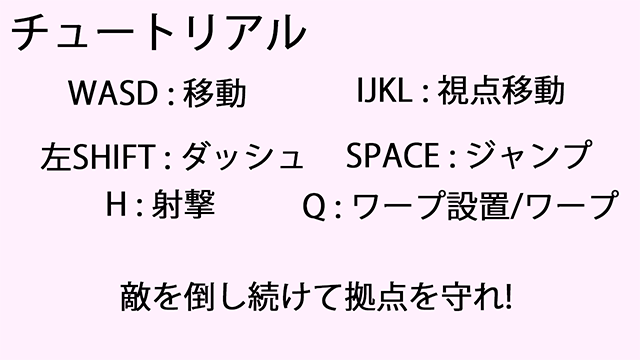 チュートリアル
WASD : 移動 IJKL : 視点移動
左SHIFT : ダッシュ SPACE : ジャンプ
H : 射撃 Q : ワープ設置/ワープ
敵を倒し続けて拠点を守れ!